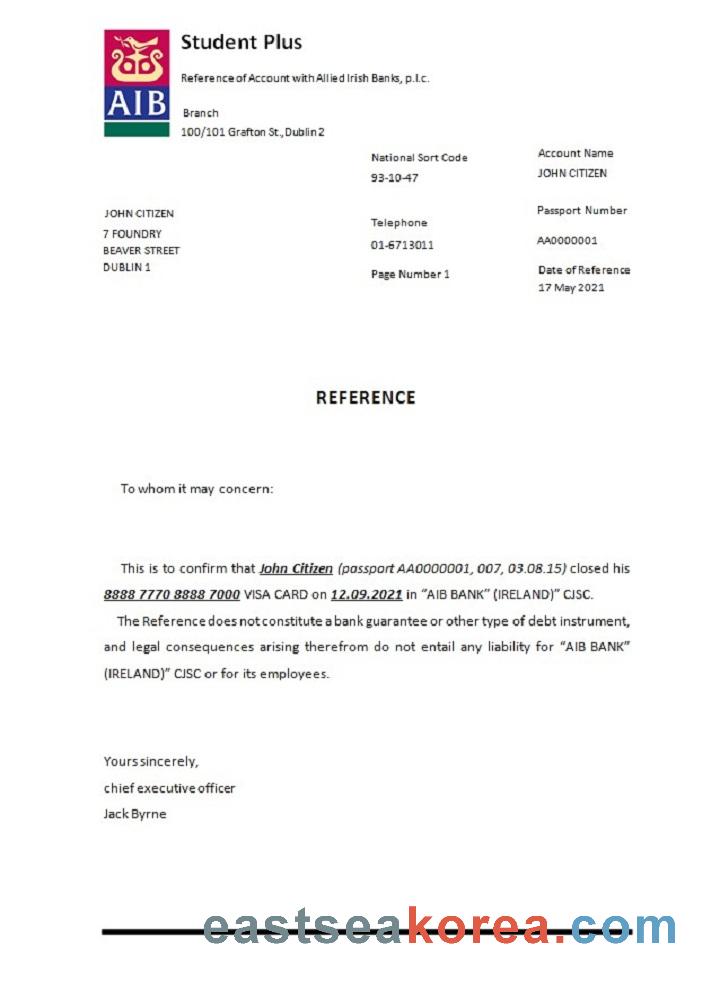 AIB
Student Plus
Reference of Account with Allied Irish Banks, p.l.c.
Branch
100/101 Grafton St., Dublin 2
National Sort Code
93-10-47
Account Name
JOHN CITIZEN
JOHN CITIZEN
7 FOUNDRY
BEAVER STREET
DUBLIN 1
Telephone
01-6713011
Page Number 1
Passport Number
AA0000001
Date of Reference
17 May 2021
REFERENCE
To whom it may concern:
This is to confirm that John Citizen (passport AA0000001, 007, 03.08.15) closed his
8888 7770 8888 7000 VISA CARD on 12.09.2021 in “AIB BANK” (IRELAND)” CJSC.
The Reference does not constitute a bank guarantee or other type of debt instrument,
and legal consequences arising therefrom do not entail any liability for “AIB BANK”
(IRELAND)” CJSC or for its employees.
Yours sincerely,
chief executive officer
Jack Byrne
eastseakorea.com